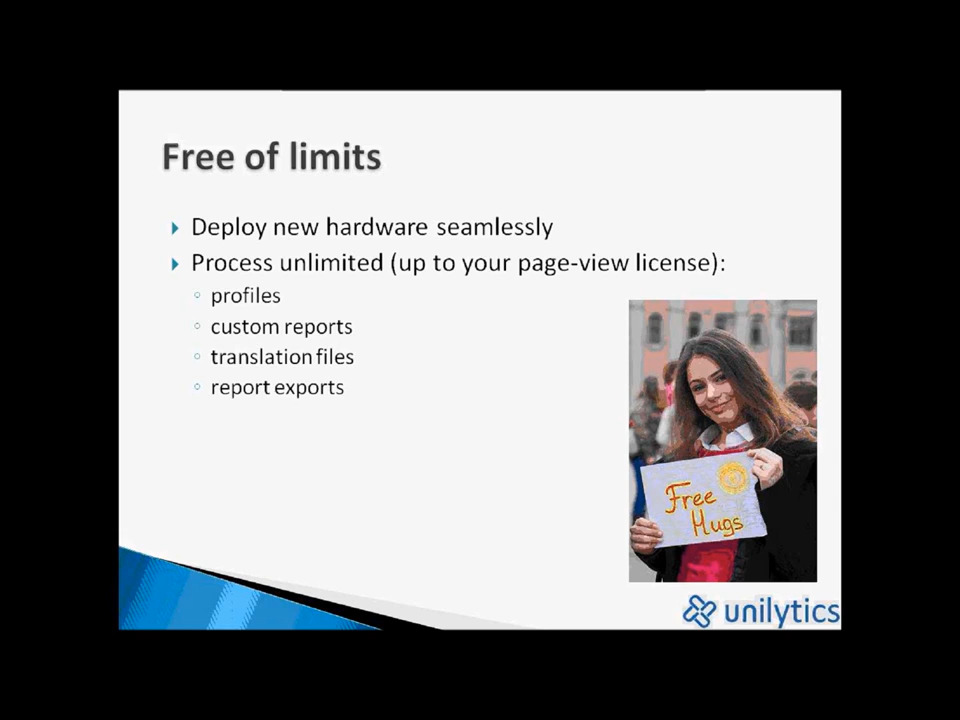 Free of limits
Deploy new hardware seamlessly
Process unlimited (up to your page-view license):
profiles
custom reports
translation files
report exports
Free
Hugs
unilytics